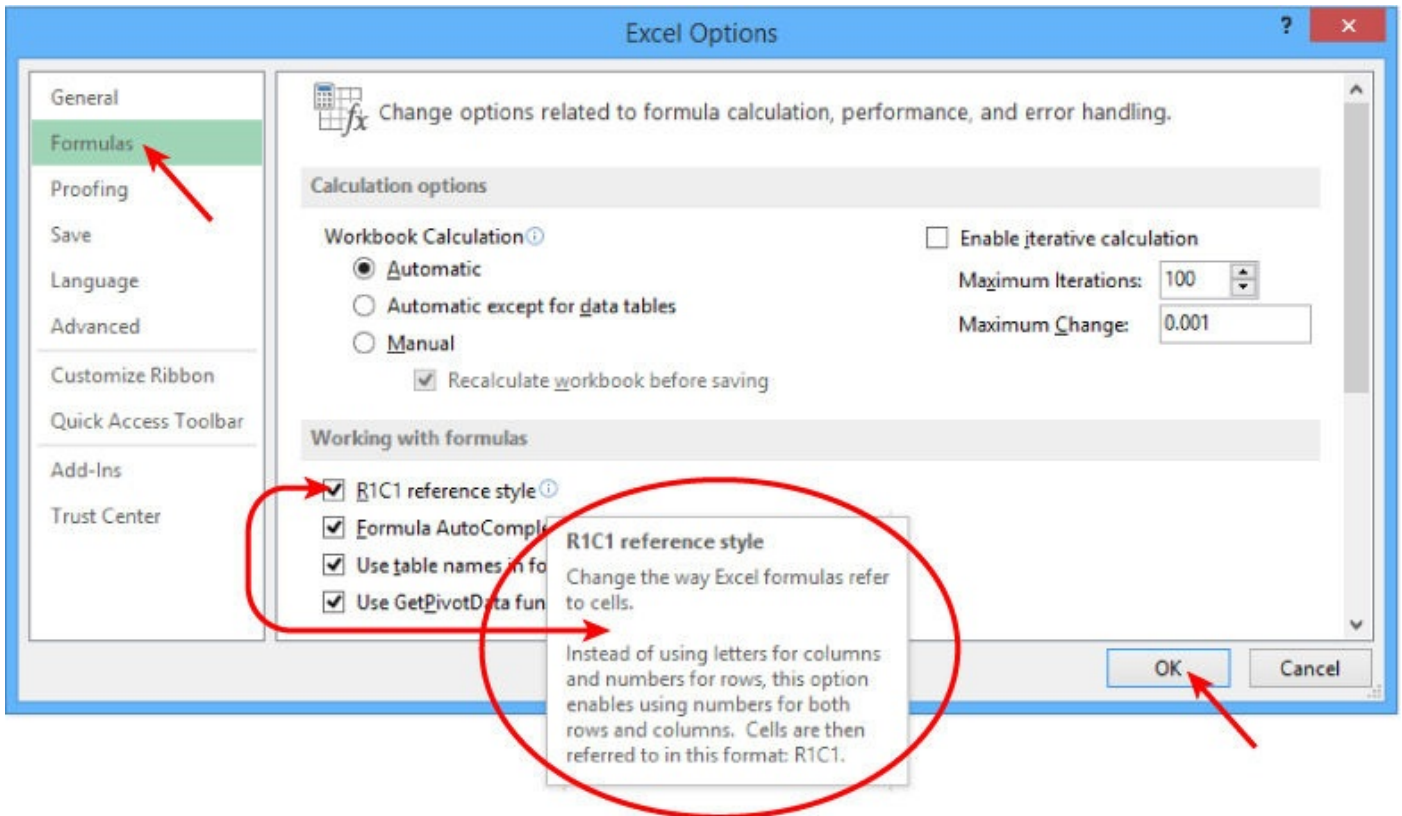 Excel Options
?
General
Formulas
Proofing
Save
Language
Advanced
Customize Ribbon
Quick Access Toolbar
Add-Ins
Trust Center
fx Change options related to formula calculation, performance, and error handling.
Calculation options
Workbook Calculation
Automatic
Automatic except for data tables
Manual
Recalculate workbook before saving
Enable iterative calculation
Maximum Iterations: 100
Maximum Change: 0.001
Working with formulas
R1C1 reference style
Formula AutoComple
Use table names in fo
Use GetPivotData fun
R1C1 reference style
Change the way Excel formulas refer
to cells.
Instead of using letters for columns
and numbers for rows, this option
enables using numbers for both
rows and columns. Cells are then
referred to in this format: R1C1.
OK
Cancel